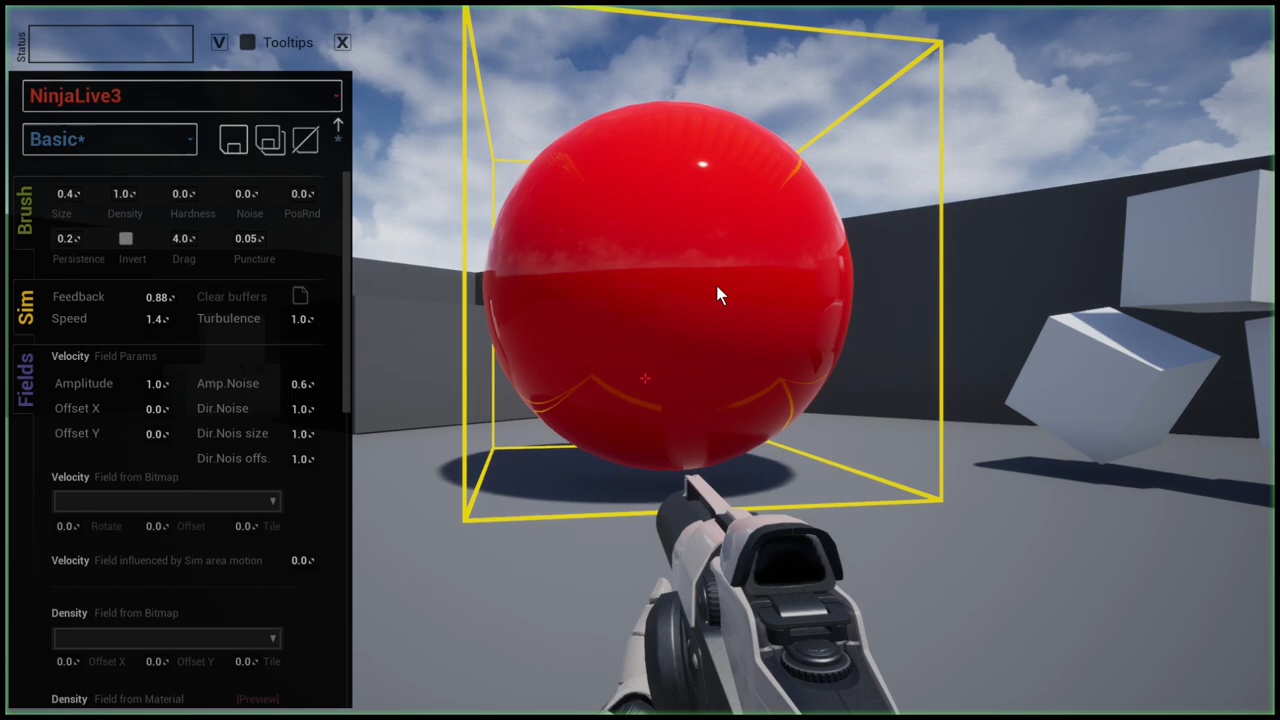 Status V Tooltips X
NinjaLive3
Basic*
*
Brush
0.4 1.0 0.0 0.0 0.0
Size Density Hardness Noise PosRnd
0.2 4.0 0.05
Persistence Invert Drag Puncture
Sim
Feedback 0.88 Clear buffers
Speed 1.4 Turbulence 1.0
Fields
Velocity Field Params
Amplitude 1.0 Amp.Noise 0.6
Offset X 0.0 Dir.Noise 1.0
Offset Y 0.0 Dir.Nois size 1.0
Dir.Nois offs. 1.0
Velocity Field from Bitmap
0.0 Rotate 0.0 Offset 0.0 Tile
Velocity Field influenced by Sim area motion 0.0
Density Field from Bitmap
0.0 Offset X 0.0 Offset Y 0.0 Tile
Density Field from Material [Preview]